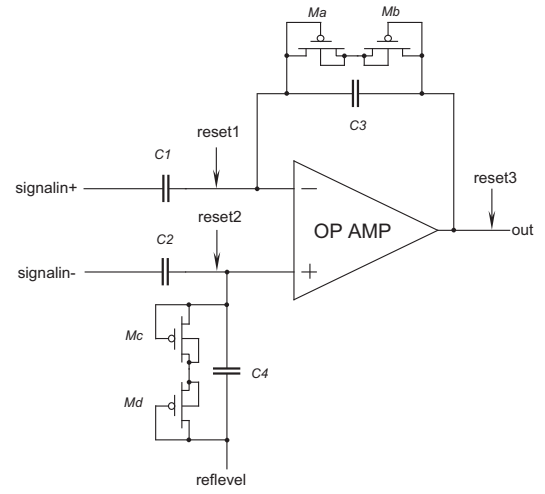 Ma
Mb
C3
reset1
C1
signalin+
reset3
OP AMP
out
reset2
C2
signalin-
Mc
C4
Md
reflevel